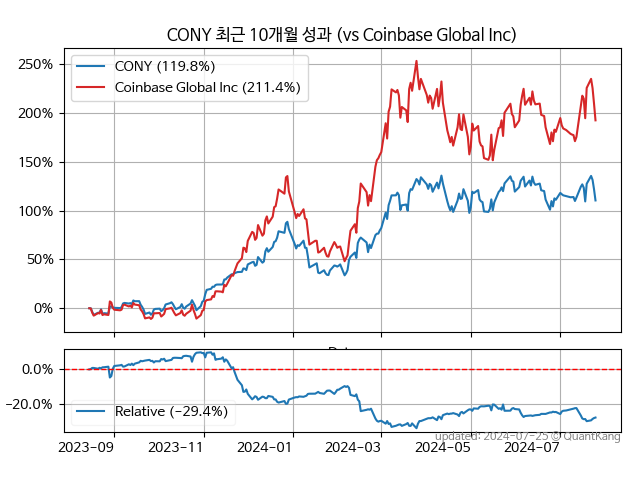 CONY 최근 10개월 성과 (vs Coinbase Global Inc)
250%
200%
150%
100%
50%
0%
CONY (119.8%)
Coinbase Global Inc (211.4%)
0.0%
−20.0%
Relative (−29.4%)
2023−09
2023−11
2024−01
2024−03
2024−05
2024−07
updated: 2024−07−25 © QuantKang